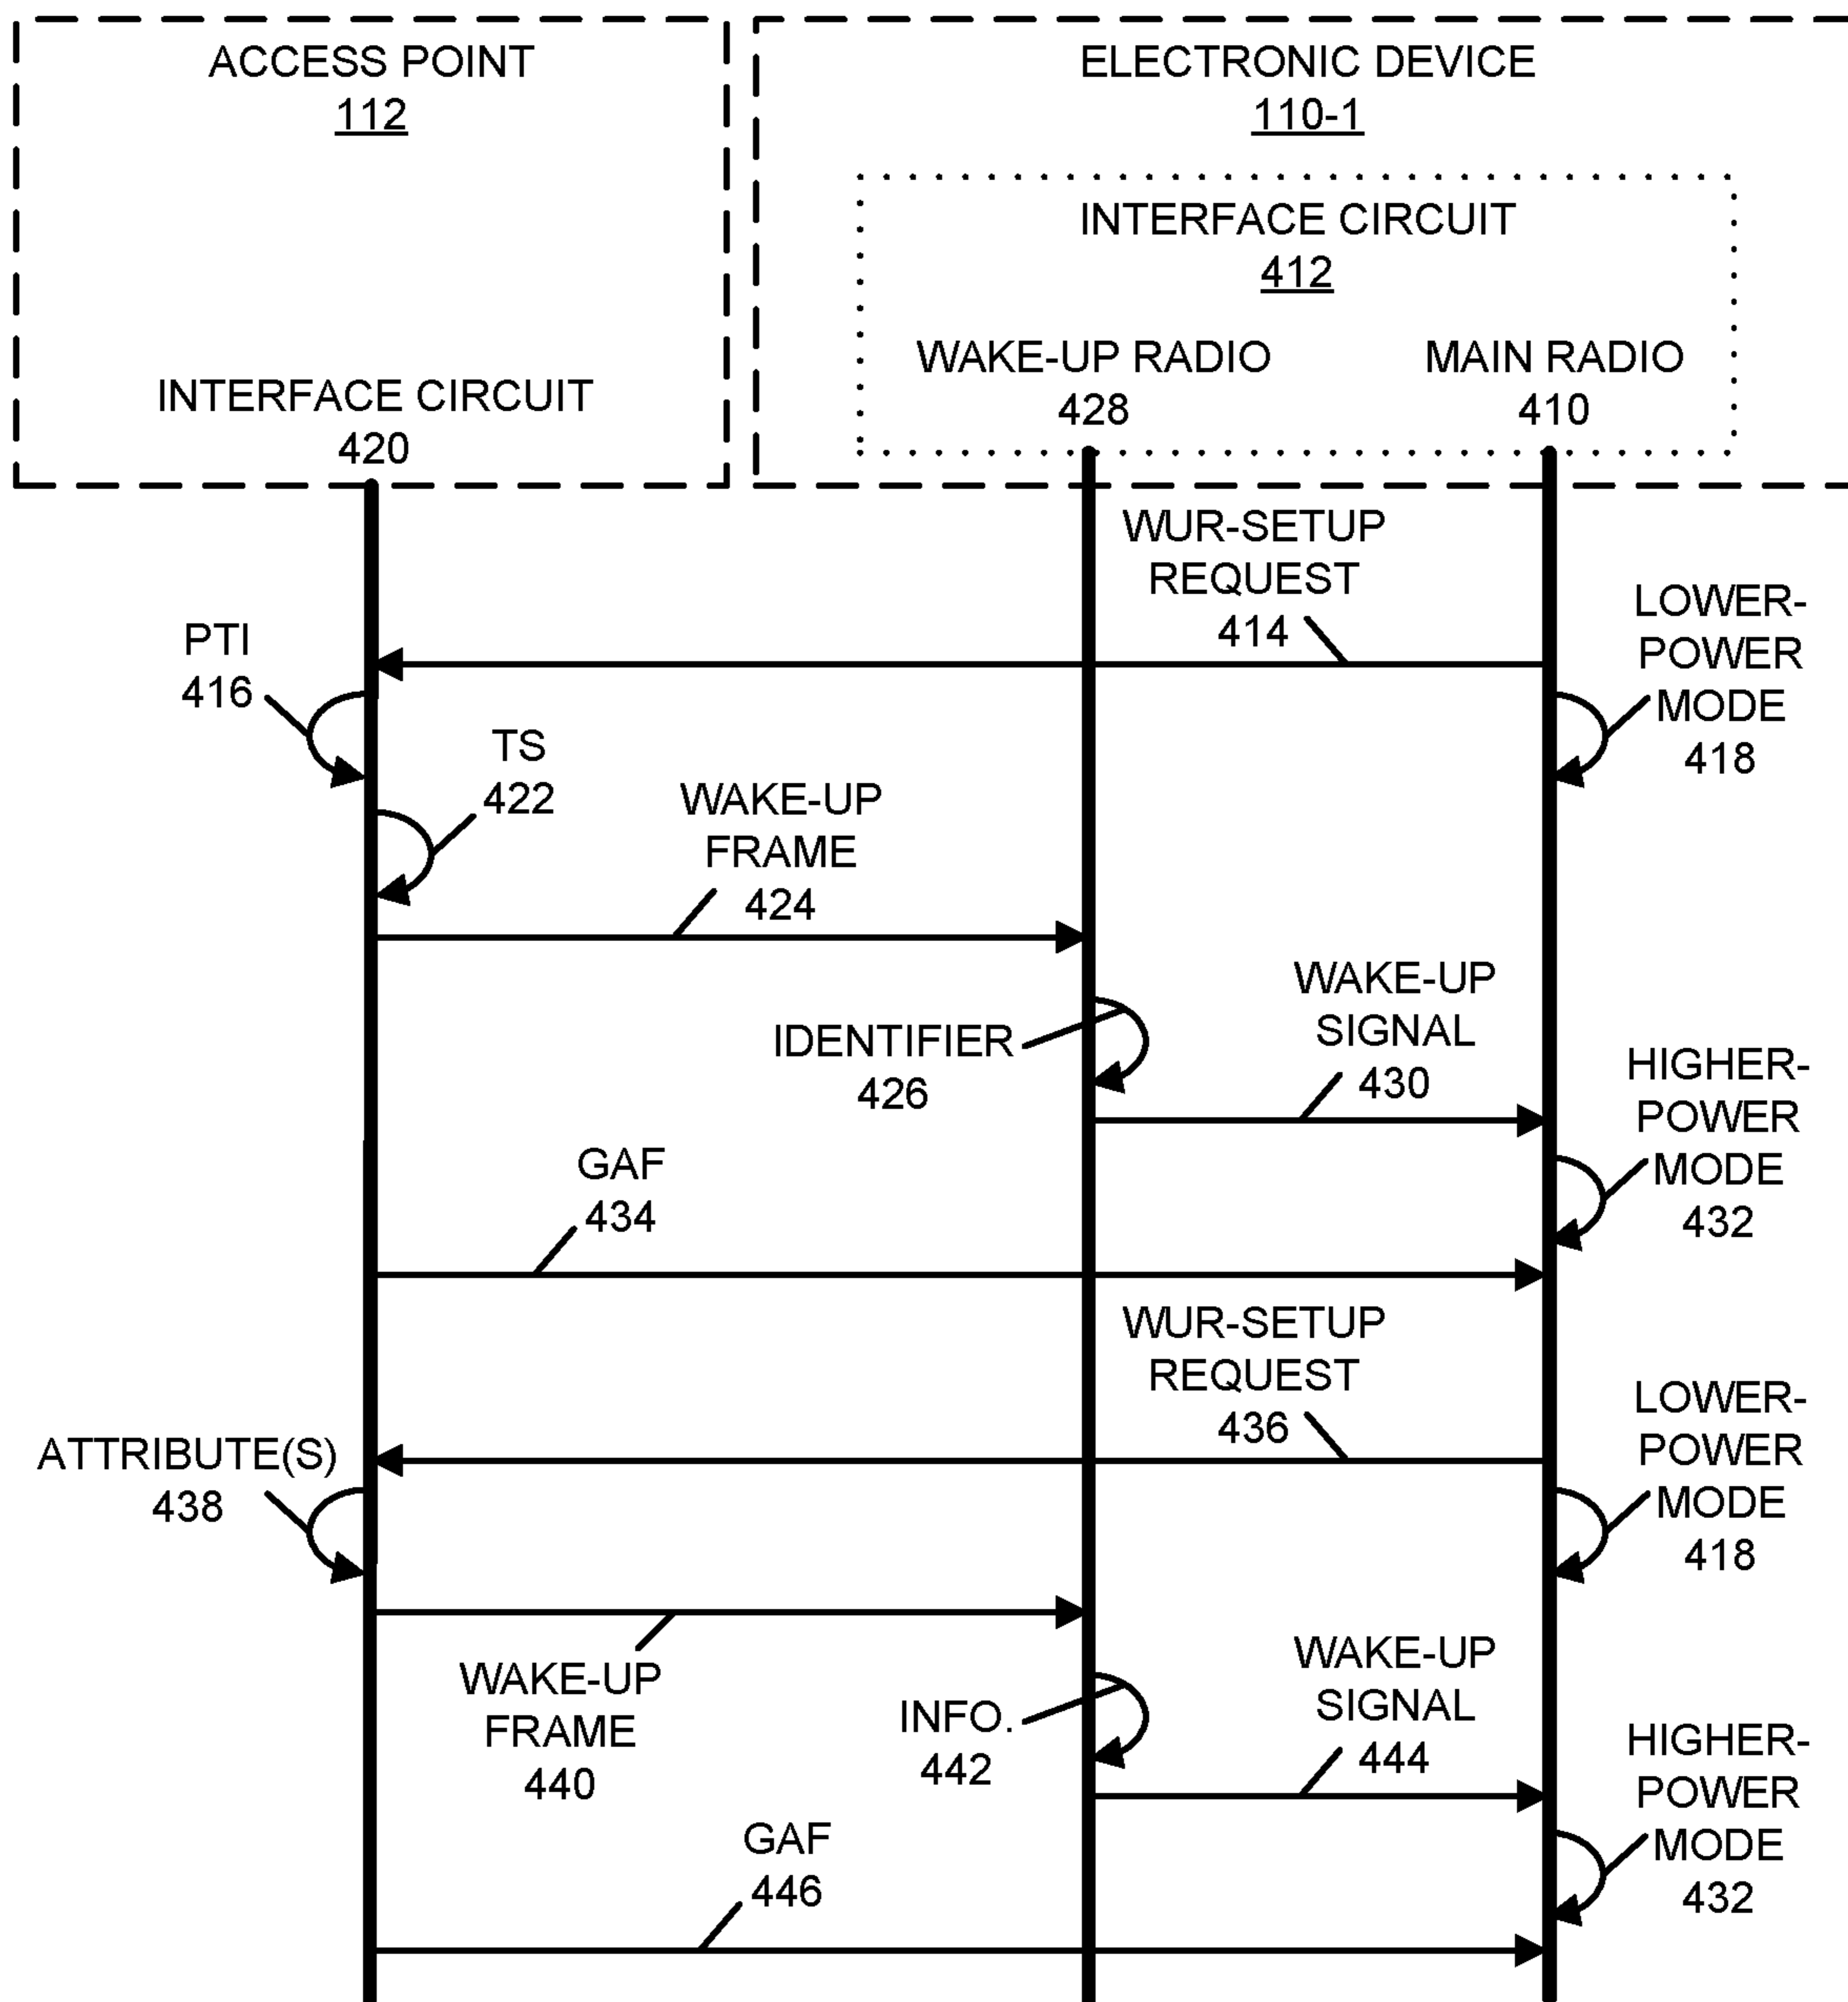 ACCESS POINT
112
ELECTRONIC DEVICE
110-1
INTERFACE CIRCUIT
412
WAKE-UP RADIO
428
MAIN RADIO
410
INTERFACE CIRCUIT
420
WUR-SETUP
REQUEST
414
LOWER-
POWER
MODE
418
PTI
416
TS
422
WAKE-UP
FRAME
424
IDENTIFIER
426
WAKE-UP
SIGNAL
430
HIGHER-
POWER
MODE
432
GAF
434
WUR-SETUP
REQUEST
436
LOWER-
POWER
MODE
418
ATTRIBUTE(S)
438
WAKE-UP
FRAME
440
INFO.
442
WAKE-UP
SIGNAL
444
HIGHER-
POWER
MODE
432
GAF
446